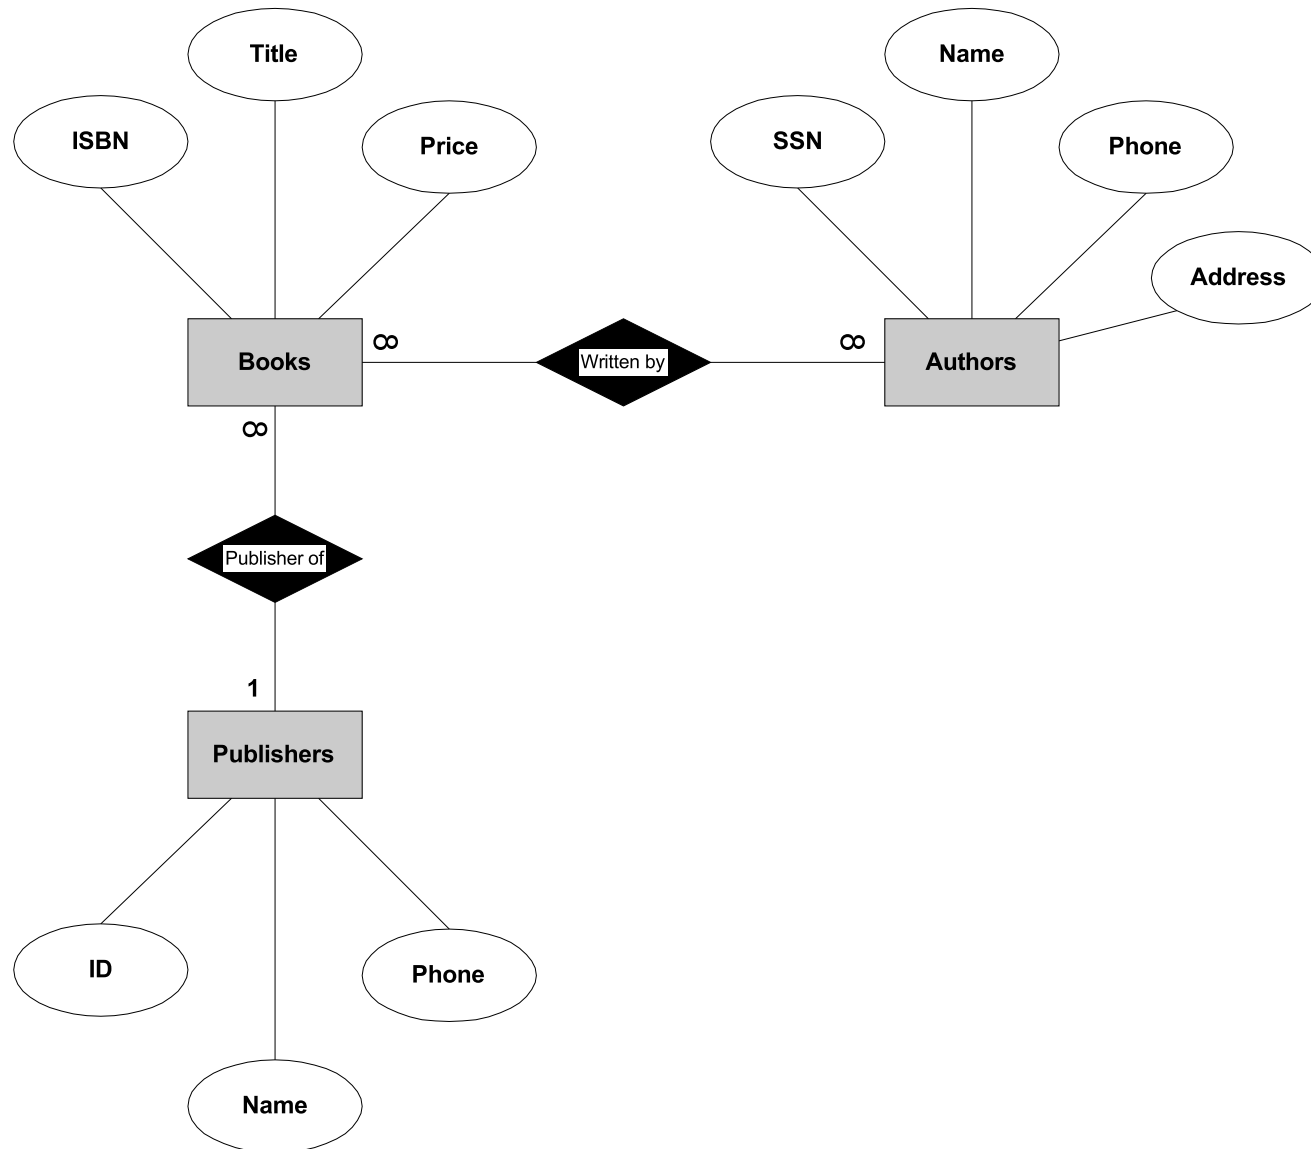 Title
Name
ISBN
Price
SSN
Phone
Address
Books
∞
Written by
∞
Authors
∞
Publisher of
1
Publishers
ID
Phone
Name